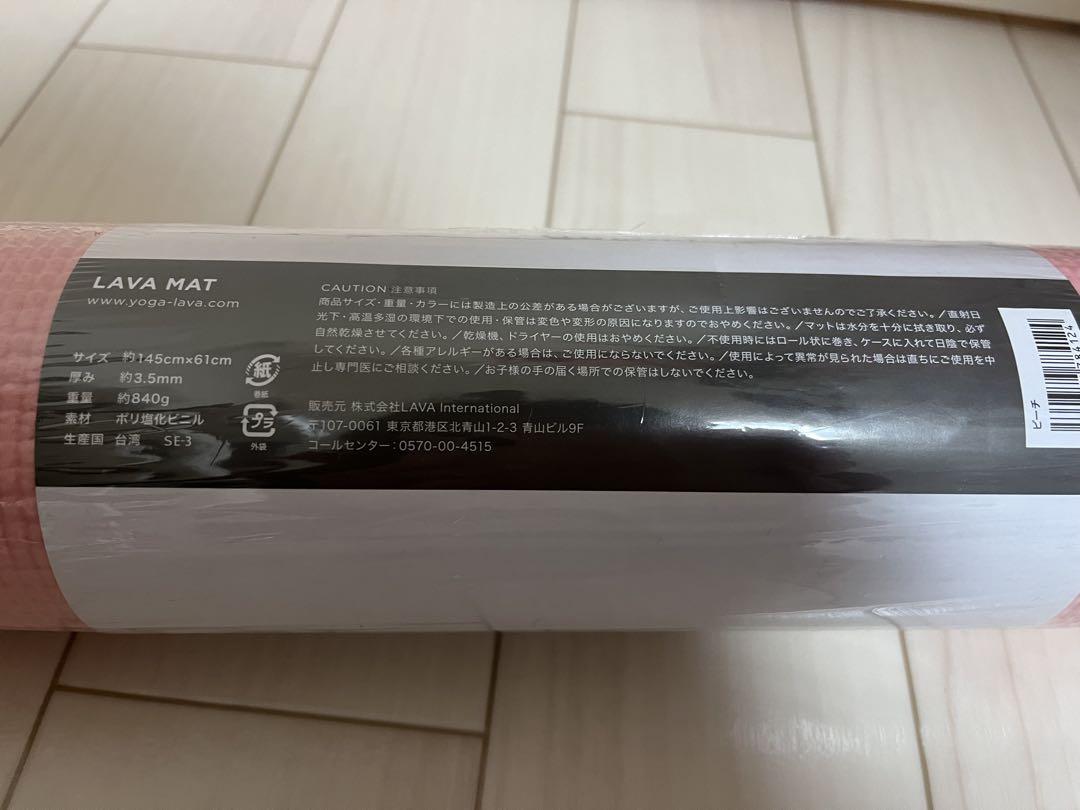 LAVA MAT
www.yoga-lava.com
サイズ 約145cm×61cm
厚み 約3.5mm
重量 約840g
素材 ポリ塩化ビニル
生産国 台湾 SE-3
紙
巻紙
プラ
外袋
CAUTION 注意事項
商品サイズ・重量・カラーには製造上の公差がある場合がございますが、ご使用上影響はございませんのでご了承ください。／直射日
光下・高温多湿の環境下での使用・保管は変色や変形の原因になりますのでおやめください。／マットは水分を十分に拭き取り、必ず
自然乾燥させてください。／乾燥機、ドライヤーの使用はおやめください。／不使用時にはロール状に巻き、ケースに入れて日陰で保管
してください。／各種アレルギーがある場合は、ご使用にならないでください。／使用によって異常が見られた場合は直ちにご使用を中
止し専門医にご相談ください。／お子様の手の届く場所での保管はしないでください。
販売元 株式会社LAVA International
〒107-0061 東京都港区北青山1-2-3 青山ビル9F
コールセンター：0570-00-4515
ピーチ